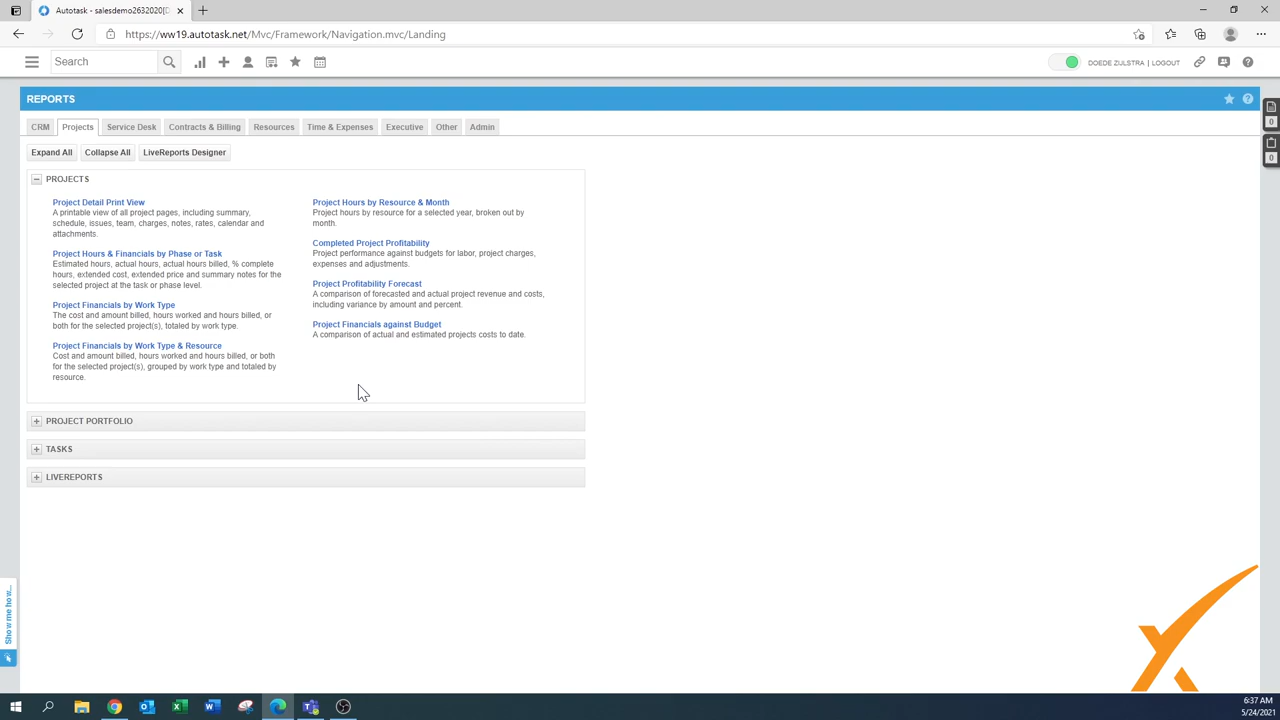 Autotask - salesdemo2632020[D
https://ww19.autotask.net/Mvc/Framework/Navigation.mvc/Landing
Search
DOEDE ZIJLSTRA | LOGOUT
REPORTS
CRM Projects Service Desk Contracts & Billing Resources Time & Expenses Executive Other Admin
Expand All Collapse All LiveReports Designer
PROJECTS
Project Detail Print View
A printable view of all project pages, including summary,
schedule, issues, team, charges, notes, rates, calendar and
attachments.
Project Hours & Financials by Phase or Task
Estimated hours, actual hours, actual hours billed, % complete
hours, extended cost, extended price and summary notes for the
selected project at the task or phase level.
Project Financials by Work Type
The cost and amount billed, hours worked and hours billed, or
both for the selected project(s), totaled by work type.
Project Financials by Work Type & Resource
Cost and amount billed, hours worked and hours billed, or both
for the selected project(s), grouped by work type and totaled by
resource.
Project Hours by Resource & Month
Project hours by resource for a selected year, broken out by
month.
Completed Project Profitability
Project performance against budgets for labor, project charges,
expenses and adjustments.
Project Profitability Forecast
A comparison of forecasted and actual project revenue and costs,
including variance by amount and percent.
Project Financials against Budget
A comparison of actual and estimated projects costs to date.
PROJECT PORTFOLIO
TASKS
LIVEREPORTS
0
0
Show me how...
6:37 AM
5/24/2021